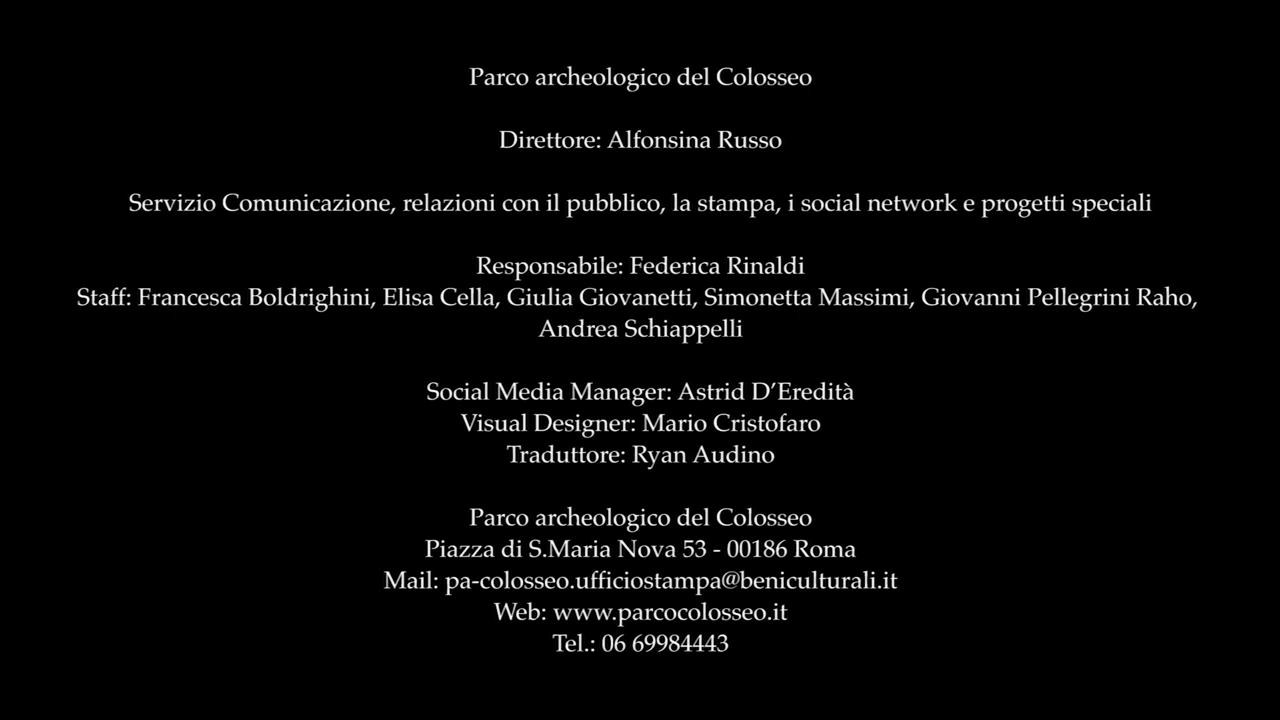 Parco archeologico del Colosseo
Direttore: Alfonsina Russo
Servizio Comunicazione, relazioni con il pubblico, la stampa, i social network e progetti speciali
Responsabile: Federica Rinaldi
Staff: Francesca Boldrighini, Elisa Cella, Giulia Giovanetti, Simonetta Massimi, Giovanni Pellegrini Raho,
Andrea Schiappelli
Social Media Manager: Astrid D’Eredità
Visual Designer: Mario Cristofaro
Traduttore: Ryan Audino
Parco archeologico del Colosseo
Piazza di S.Maria Nova 53 - 00186 Roma
Mail: pa-colosseo.ufficiostampa@beniculturali.it
Web: www.parcocolosseo.it
Tel.: 06 69984443